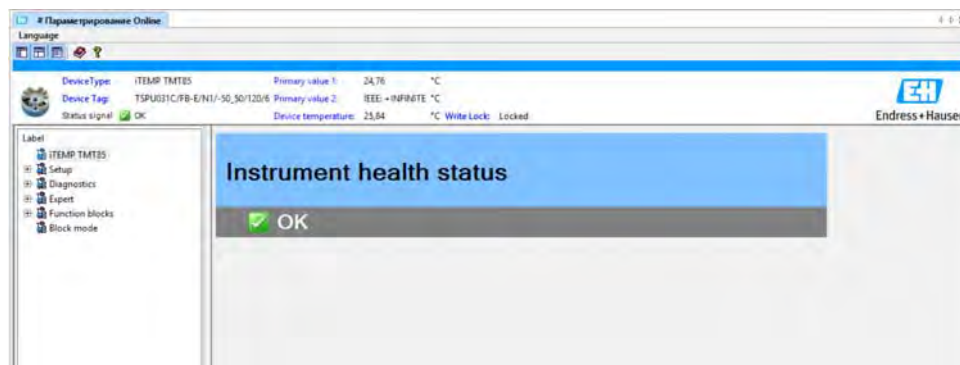 # Параметрирование Online
Language
DeviceType: iTEMP TMT85 Primary value 1: 24,76 °C
Device Tag: TSPU031C/FB-E/N1/-50_50/120/6 Primary value 2: IEEE: +INFINITE °C
Status signal OK Device temperature: 25,84 °C Write Lock: Locked
EH
Endress+Hauser
Label
iTEMP TMT85
Setup
Diagnostics
Expert
Function blocks
Block mode
Instrument health status
OK